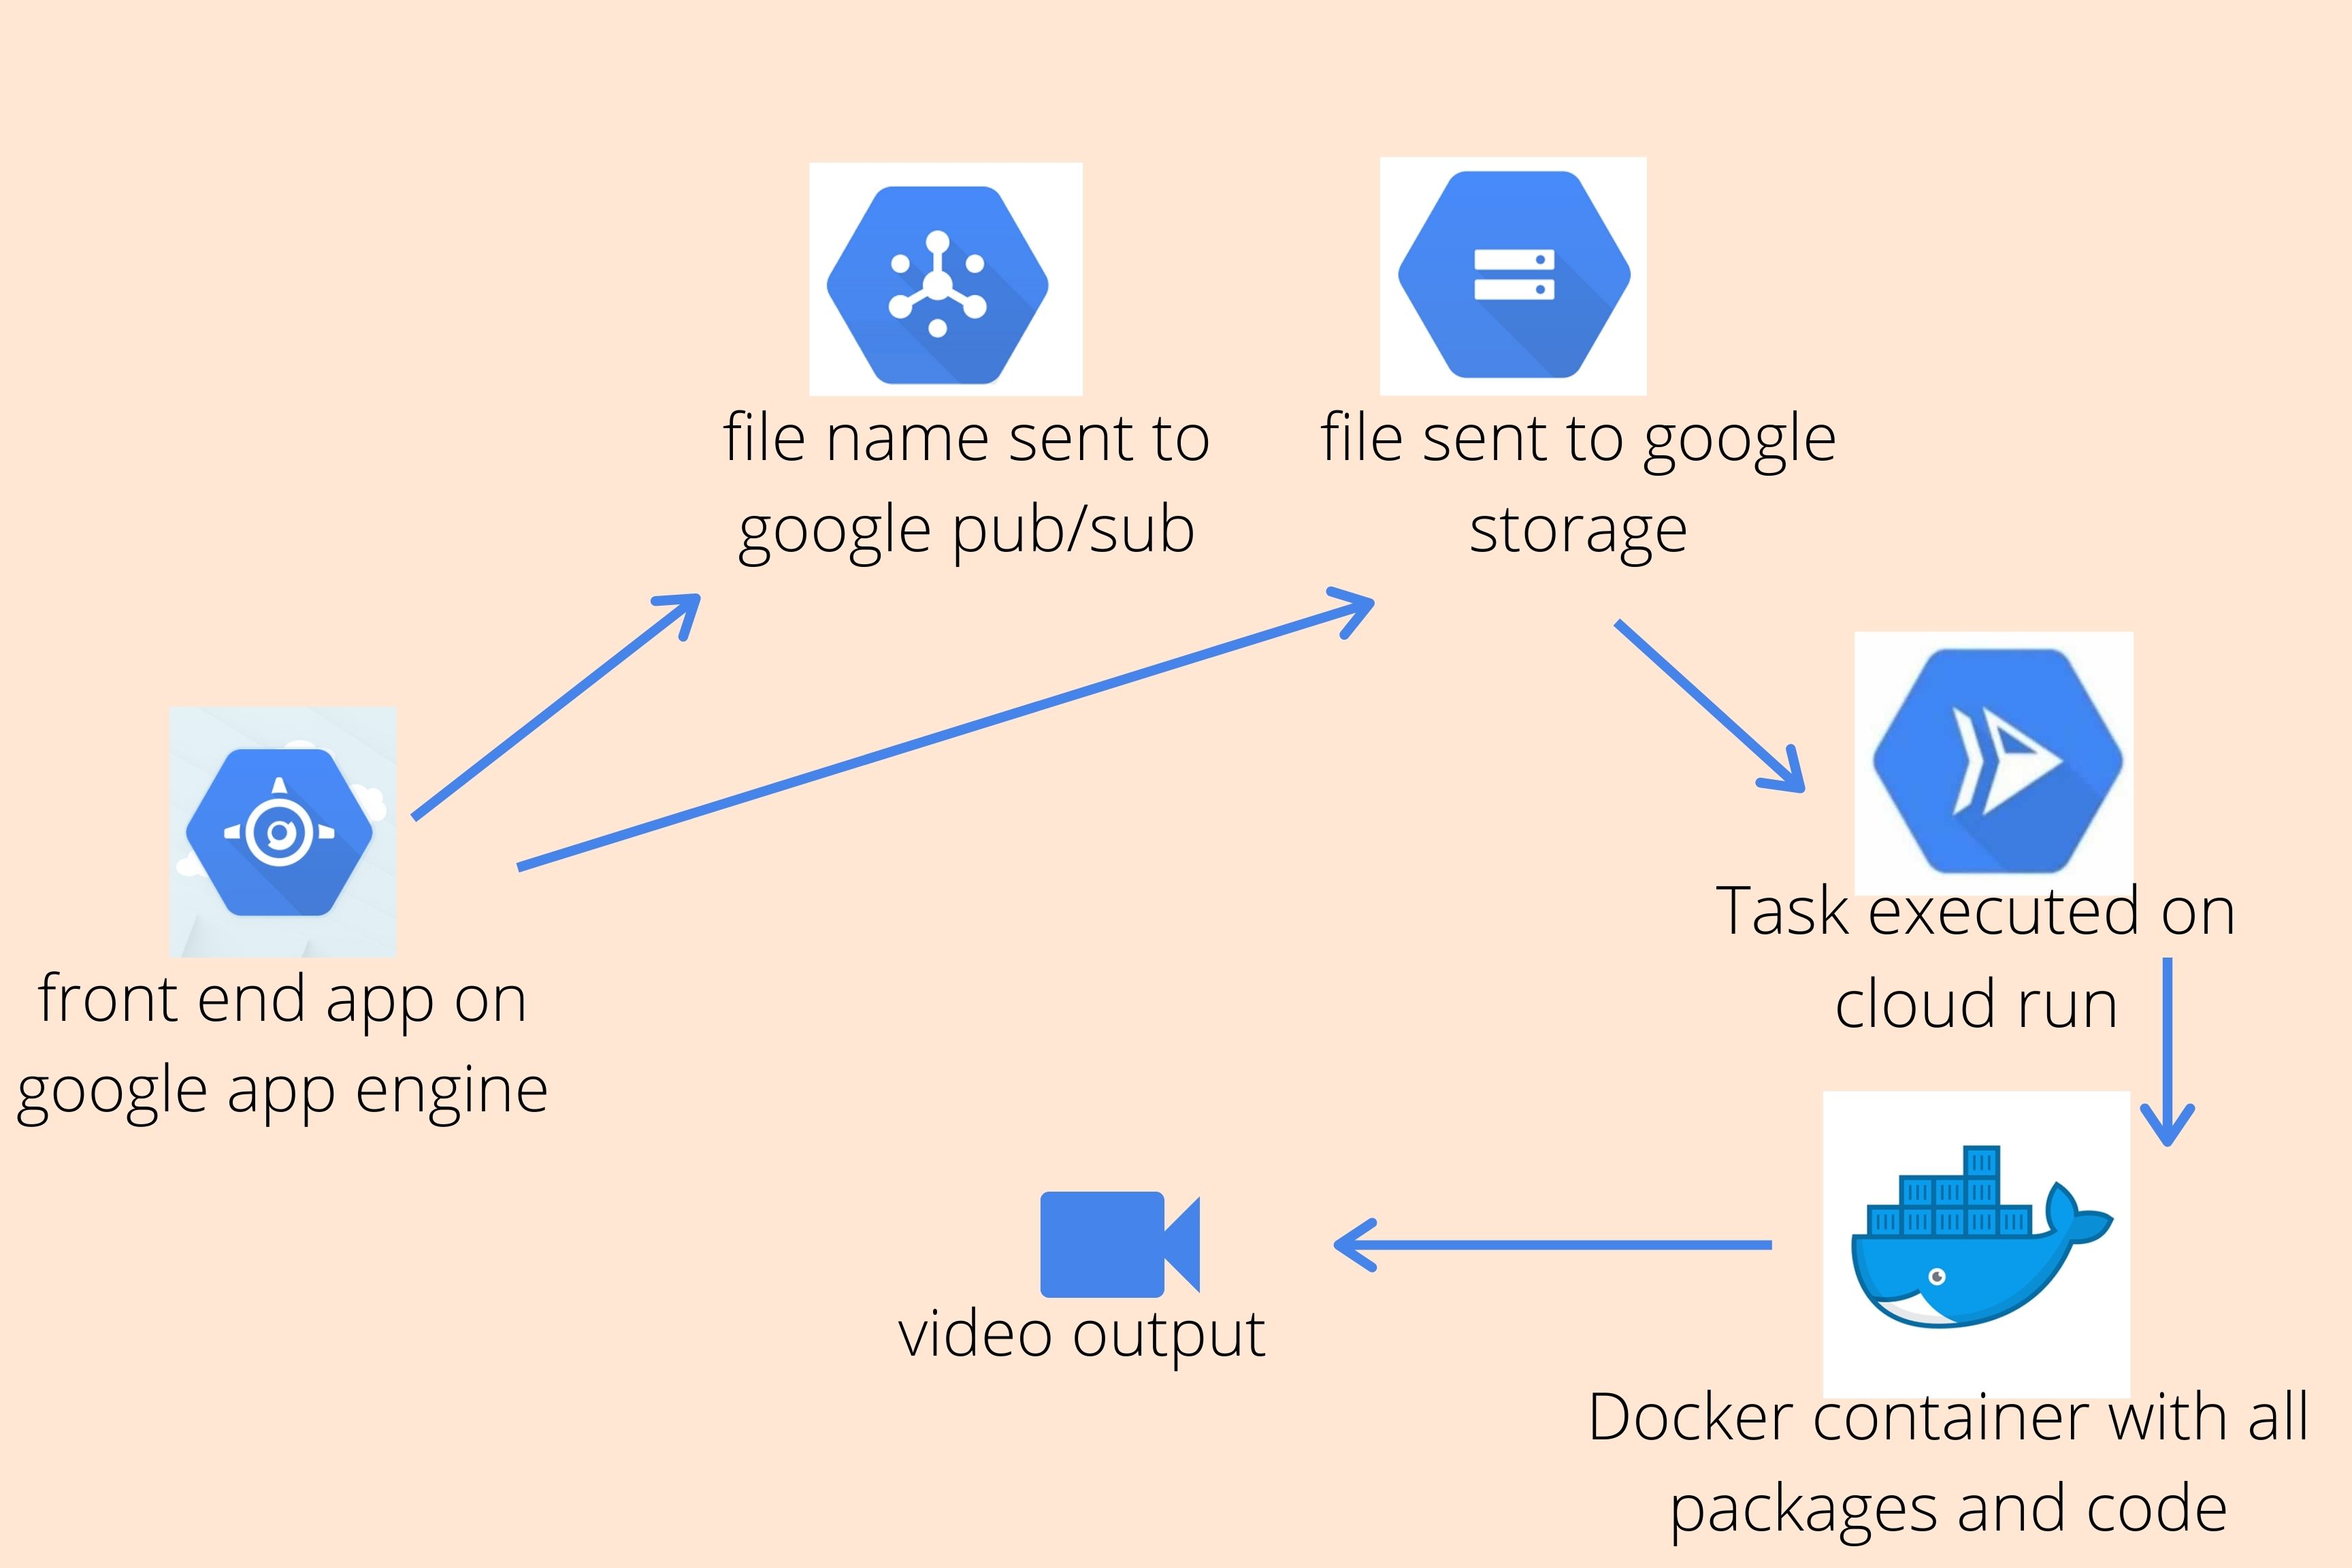 file name sent to
google pub/sub
file sent to google
storage
front end app on
google app engine
Task executed on
cloud run
video output
Docker container with all
packages and code